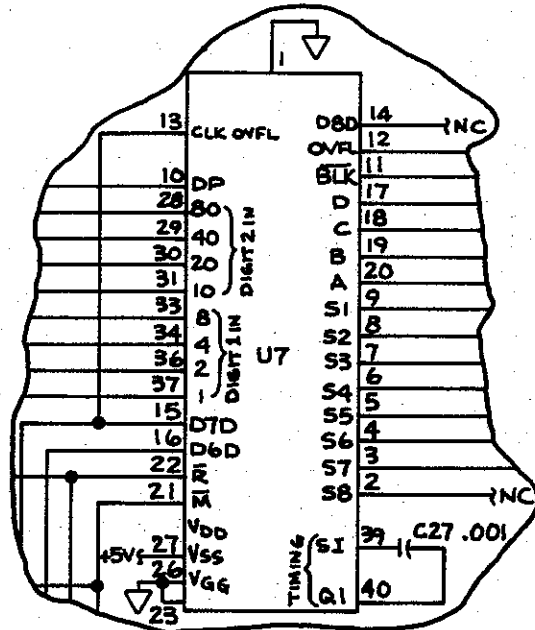 1
13 CLK OVFL
10 DP
28 80
29 40
30 20
31 10
DIGIT 2 IN
33 8
34 4
36 2
37 1
DIGIT 1 IN
15 D7D
16 D6D
22 R̅
21 M̅
VDD
+5V 27 VSS
26 VGG
23
U7
D8D 14 NC
OVFL 12
B̅L̅K̅ 11
D 17
C 18
B 19
A 20
S1 9
S2 8
S3 7
S4 6
S5 5
S6 4
S7 3
S8 2 NC
TIMING
SI 39 C27 .001
Q1 40